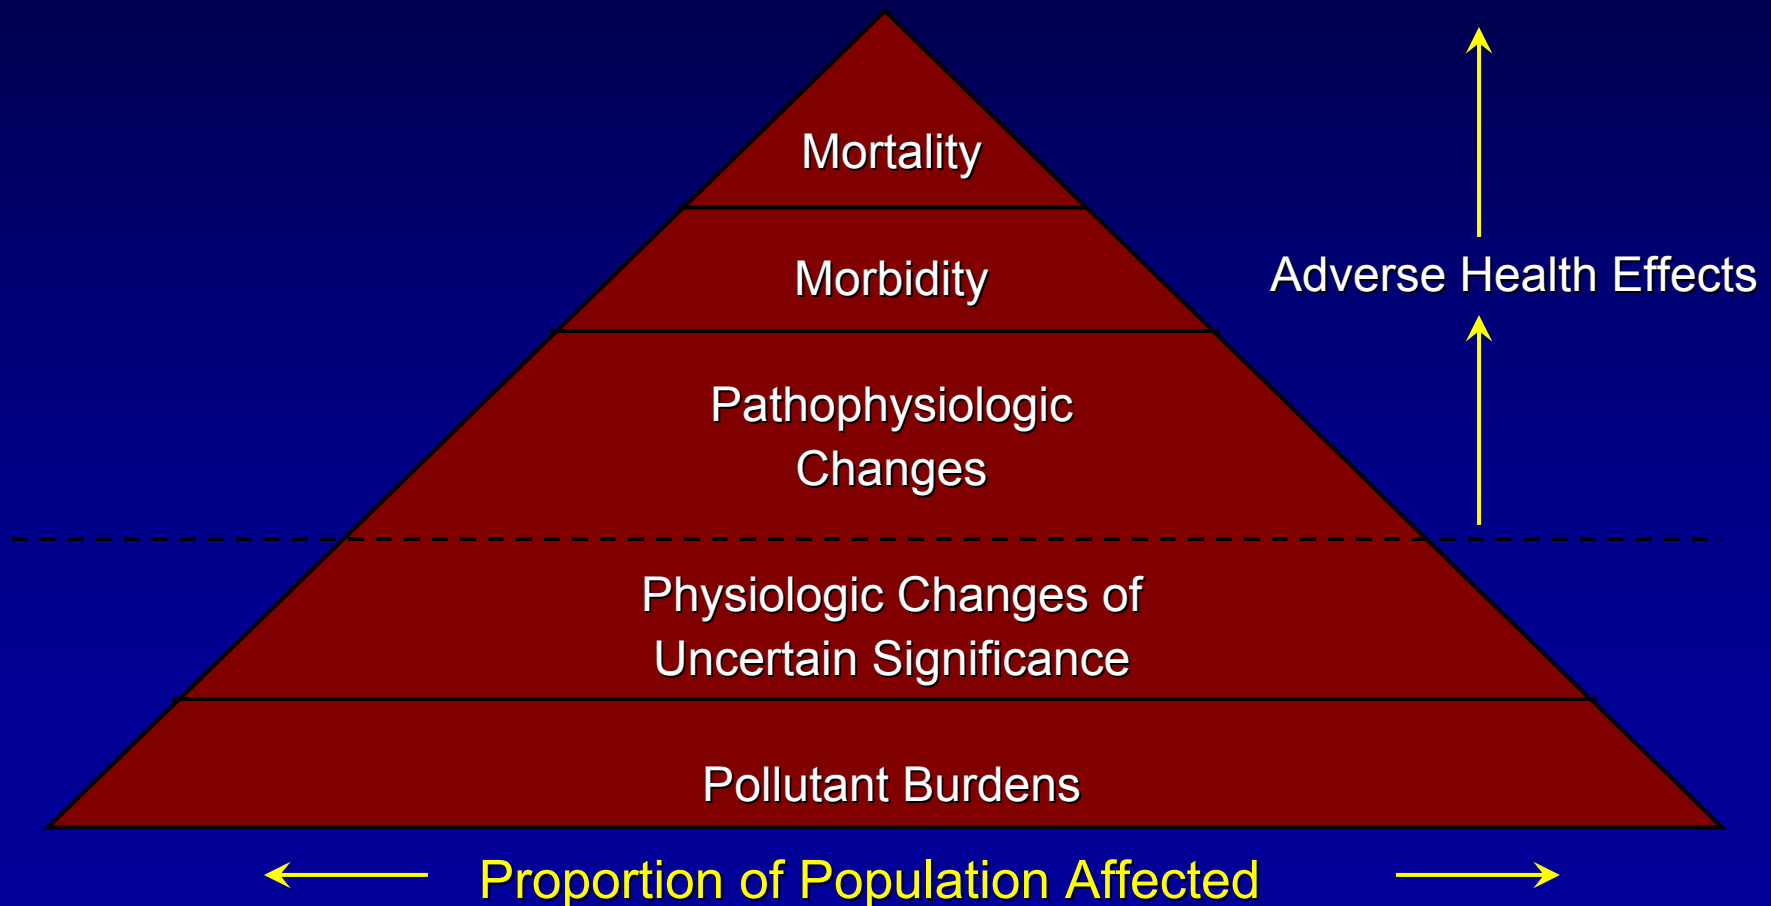 Mortality
Morbidity
Adverse Health Effects
Pathophysiologic
Changes
Physiologic Changes of
Uncertain Significance
Pollutant Burdens
Proportion of Population Affected